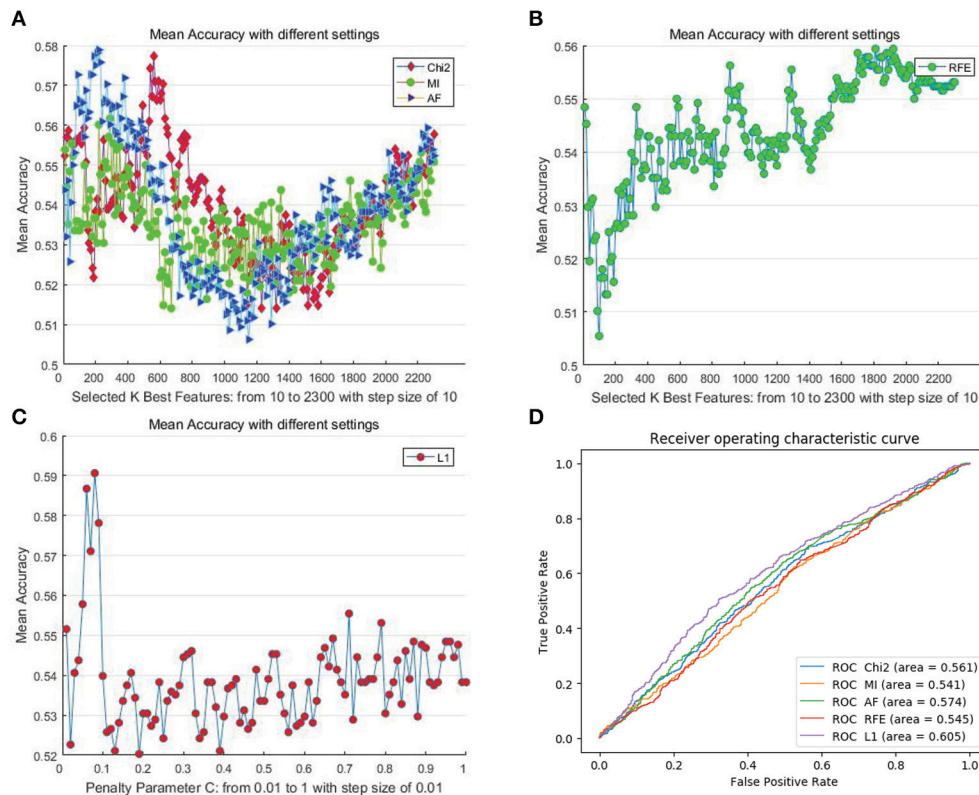 A
Mean Accuracy with different settings
0.58
0.57
0.56
0.55
0.54
0.53
0.52
0.51
0.5
Mean Accuracy
Chi2
MI
AF
0 200 400 600 800 1000 1200 1400 1600 1800 2000 2200
Selected K Best Features: from 10 to 2300 with step size of 10
B
Mean Accuracy with different settings
0.56
0.55
0.54
0.53
0.52
0.51
0.5
Mean Accuracy
RFE
0 200 400 600 800 1000 1200 1400 1600 1800 2000 2200
Selected K Best Features: from 10 to 2300 with step size of 10
C
Mean Accuracy with different settings
0.6
0.59
0.58
0.57
0.56
0.55
0.54
0.53
0.52
Mean Accuracy
L1
0 0.1 0.2 0.3 0.4 0.5 0.6 0.7 0.8 0.9 1
Penalty Parameter C: from 0.01 to 1 with step size of 0.01
D
Receiver operating characteristic curve
1.0
0.8
0.6
0.4
0.2
0.0
True Positive Rate
ROC Chi2 (area = 0.561)
ROC MI (area = 0.541)
ROC AF (area = 0.574)
ROC RFE (area = 0.545)
ROC L1 (area = 0.605)
0.0 0.2 0.4 0.6 0.8 1.0
False Positive Rate